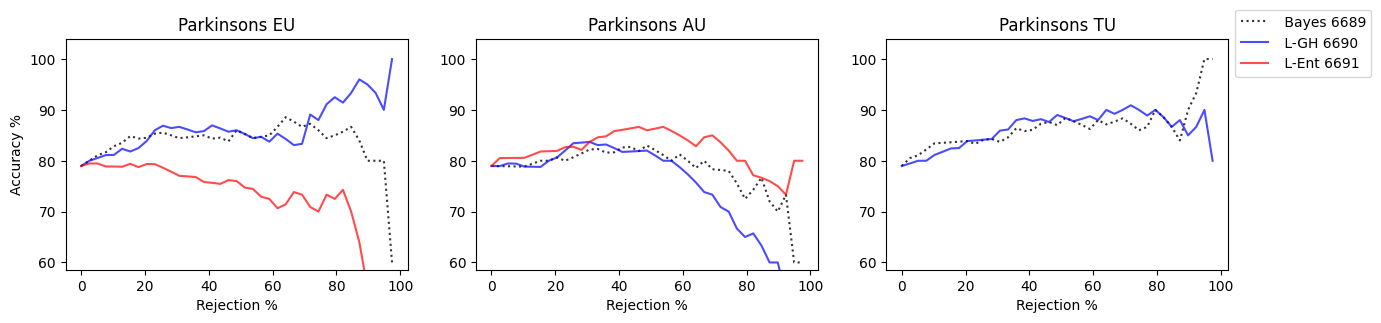 Parkinsons EU
Parkinsons AU
Parkinsons TU
Bayes 6689
L-GH 6690
L-Ent 6691
Accuracy %
100
90
80
70
60
0 20 40 60 80 100
Rejection %
100
90
80
70
60
0 20 40 60 80 100
Rejection %
100
90
80
70
60
0 20 40 60 80 100
Rejection %